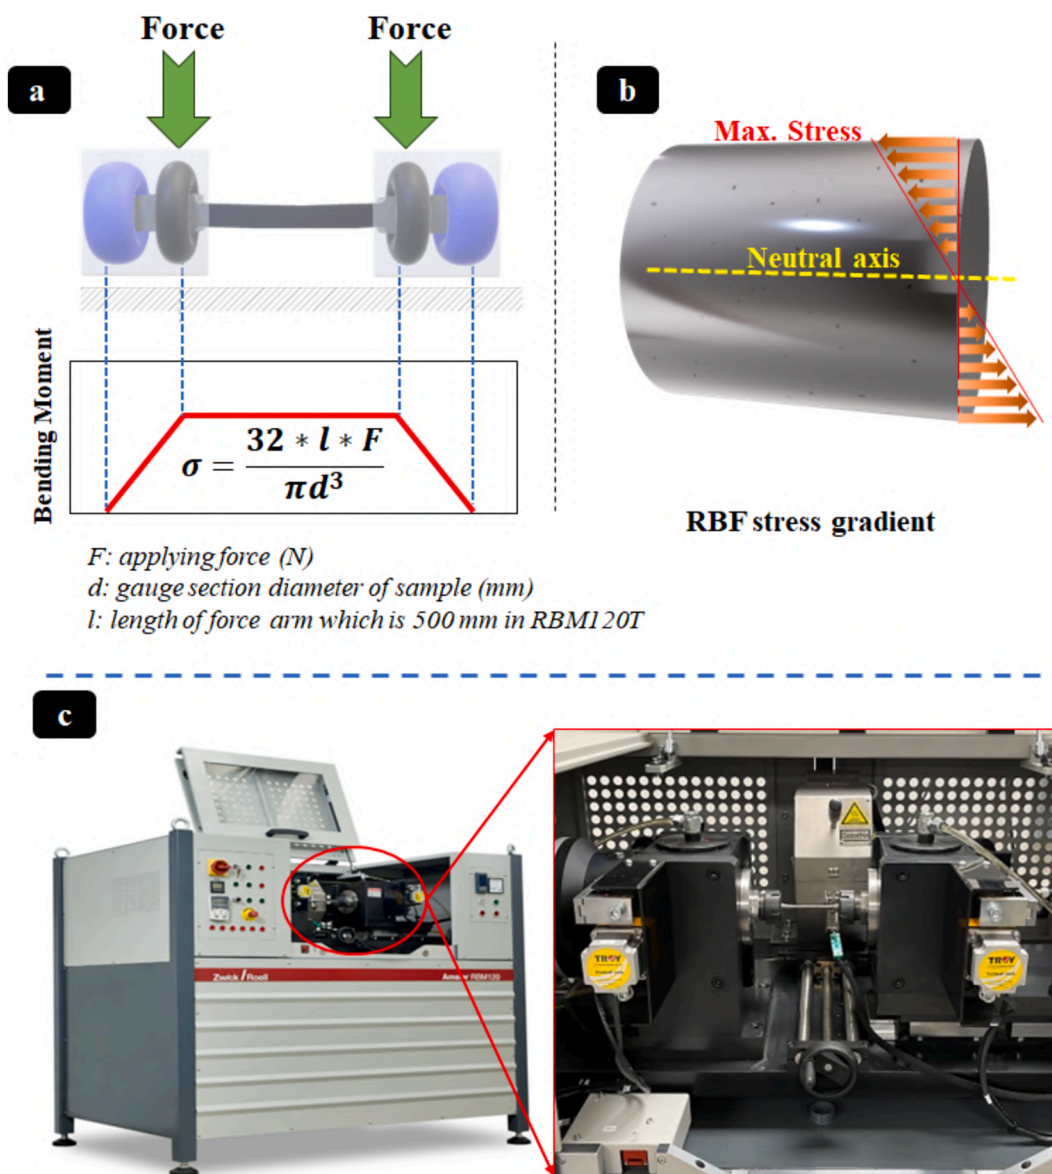 Force
Force
a
b
Max. Stress
Neutral axis
Bending Moment
σ = 32 * l * F / πd³
RBF stress gradient
F: applying force (N)
d: gauge section diameter of sample (mm)
l: length of force arm which is 500 mm in RBM120T
c
Zwick / Roell
Amsler RBM120
TROY
TROY